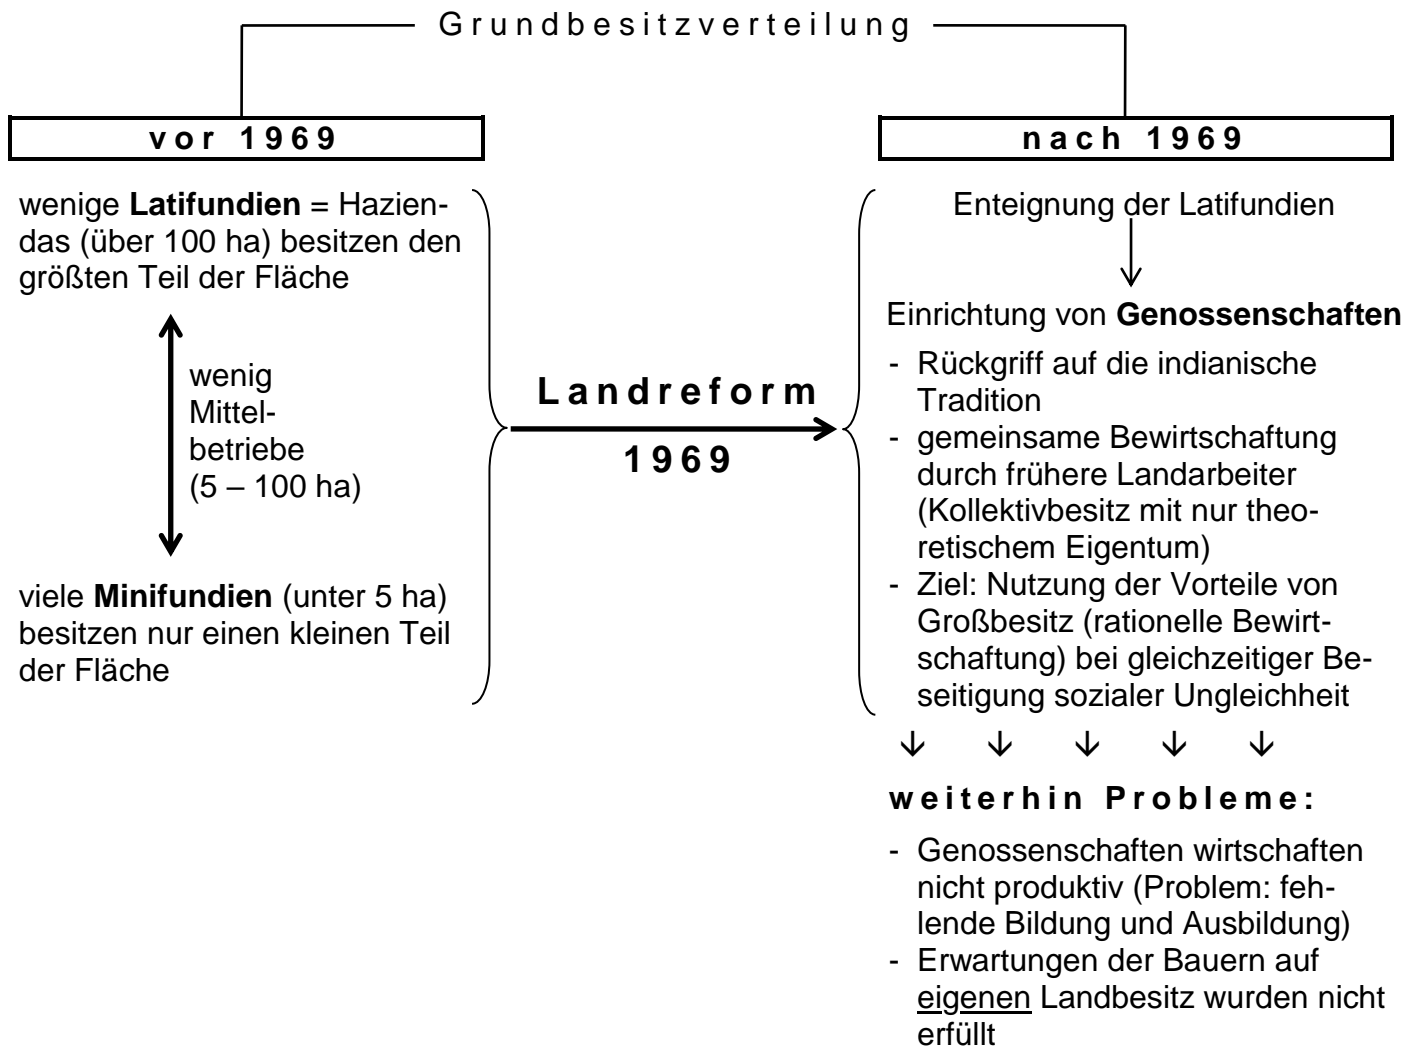 Grundbesitzverteilung
vor 1969
wenige Latifundien = Hazien-
das (über 100 ha) besitzen den
größten Teil der Fläche
wenig
Mittel-
betriebe
(5 – 100 ha)
viele Minifundien (unter 5 ha)
besitzen nur einen kleinen Teil
der Fläche
Landreform
1969
nach 1969
Enteignung der Latifundien
Einrichtung von Genossenschaften
- Rückgriff auf die indianische
Tradition
- gemeinsame Bewirtschaftung
durch frühere Landarbeiter
(Kollektivbesitz mit nur theo-
retischem Eigentum)
- Ziel: Nutzung der Vorteile von
Großbesitz (rationelle Bewirt-
schaftung) bei gleichzeitiger Be-
seitigung sozialer Ungleichheit
weiterhin Probleme:
- Genossenschaften wirtschaften
nicht produktiv (Problem: feh-
lende Bildung und Ausbildung)
- Erwartungen der Bauern auf
eigenen Landbesitz wurden nicht
erfüllt